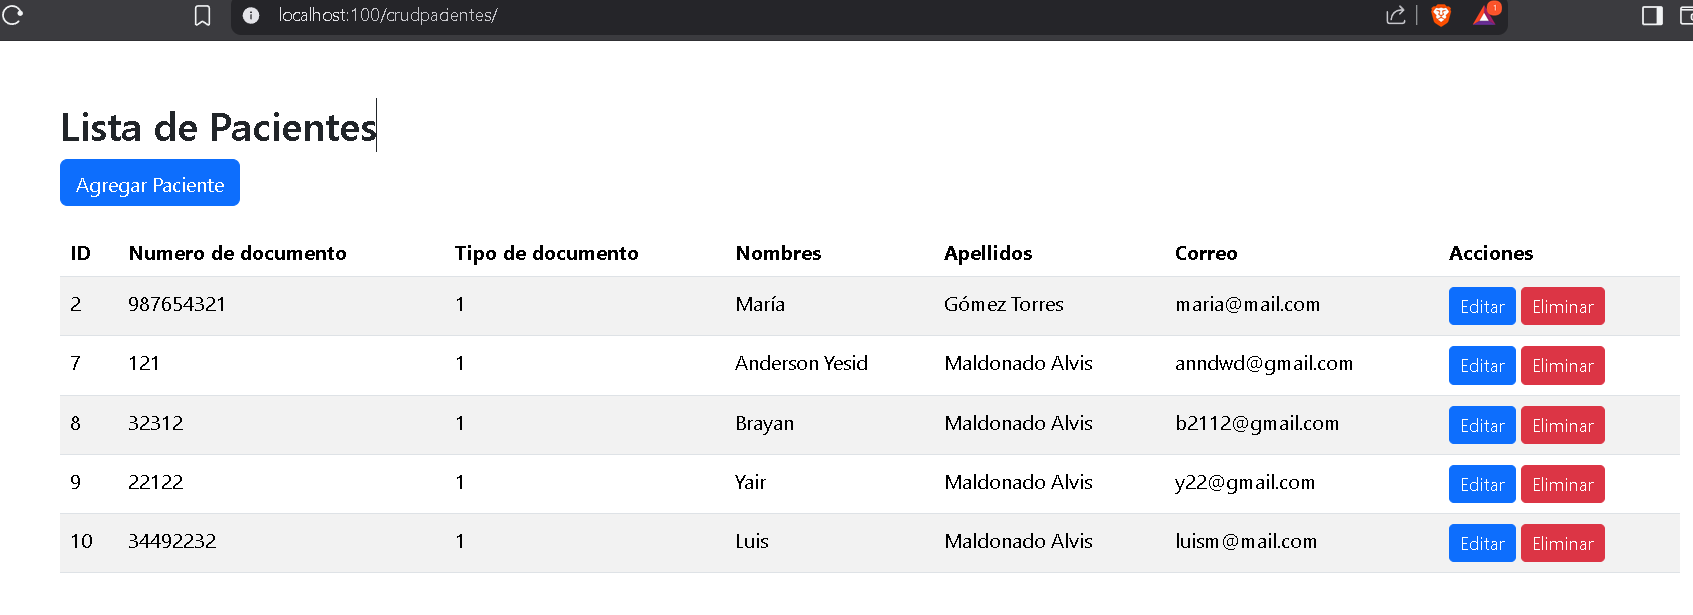 localhost:100/crudpacientes/
1
Lista de Pacientes
Agregar Paciente
ID Numero de documento Tipo de documento Nombres Apellidos Correo Acciones
2 987654321 1 María Gómez Torres maria@mail.com Editar Eliminar
7 121 1 Anderson Yesid Maldonado Alvis anndwd@gmail.com Editar Eliminar
8 32312 1 Brayan Maldonado Alvis b2112@gmail.com Editar Eliminar
9 22122 1 Yair Maldonado Alvis y22@gmail.com Editar Eliminar
10 34492232 1 Luis Maldonado Alvis luism@mail.com Editar Eliminar